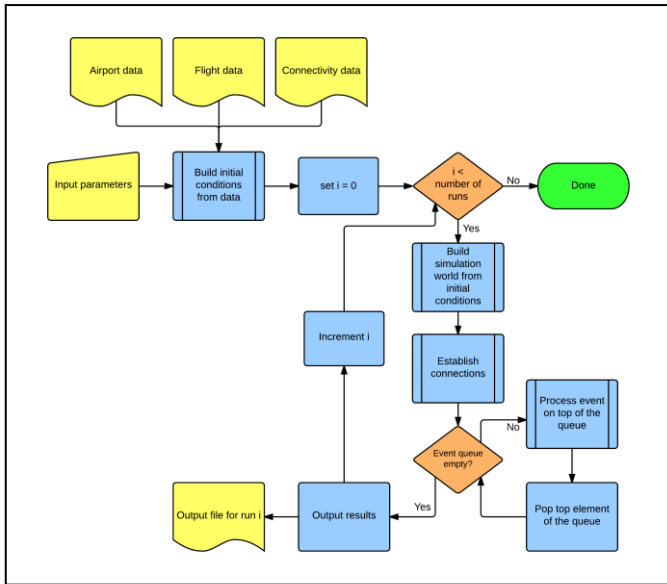 Airport data
Flight data
Connectivity data
Input parameters
Build initial
conditions
from data
set i = 0
i <
number of
runs
No
Done
Yes
Build
simulation
world from
initial
conditions
Increment i
Establish
connections
Process event
on top of the
queue
No
Event queue
empty?
Yes
Output file for run i
Output results
Pop top element
of the queue